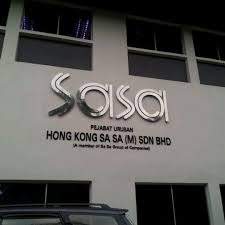 sasa
PEJABAT URUSAN
HONG KONG SA SA (M) SDN BHD
(A member of Sa Sa Group of Companies)